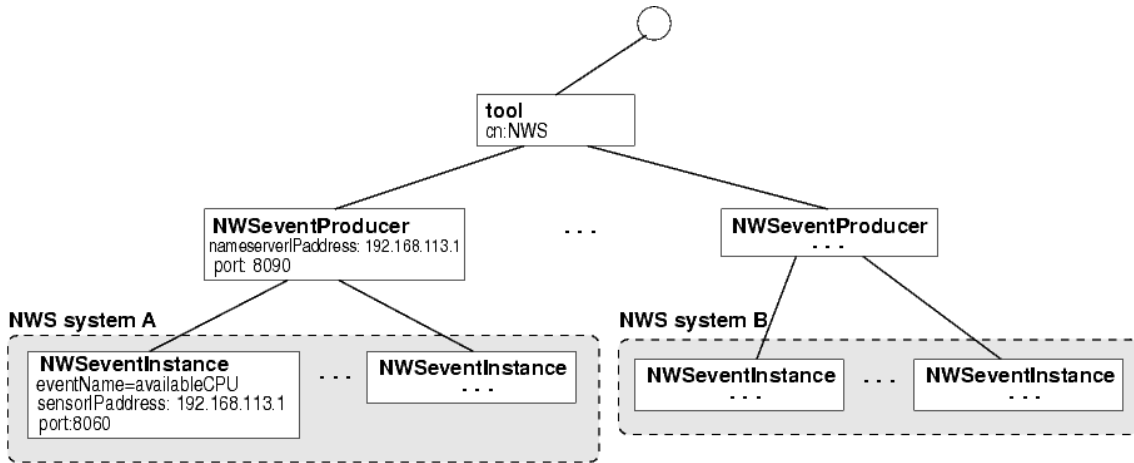 tool
cn:NWS
NWSeventProducer
nameserverIPaddress: 192.168.113.1
port: 8090
. . .
NWSeventProducer
. . .
NWS system A
NWSeventInstance
eventName=availableCPU
sensorIPaddress: 192.168.113.1
port:8060
. . .
NWSeventInstance
. . .
NWS system B
NWSeventInstance
. . .
. . .
NWSeventInstance
. . .